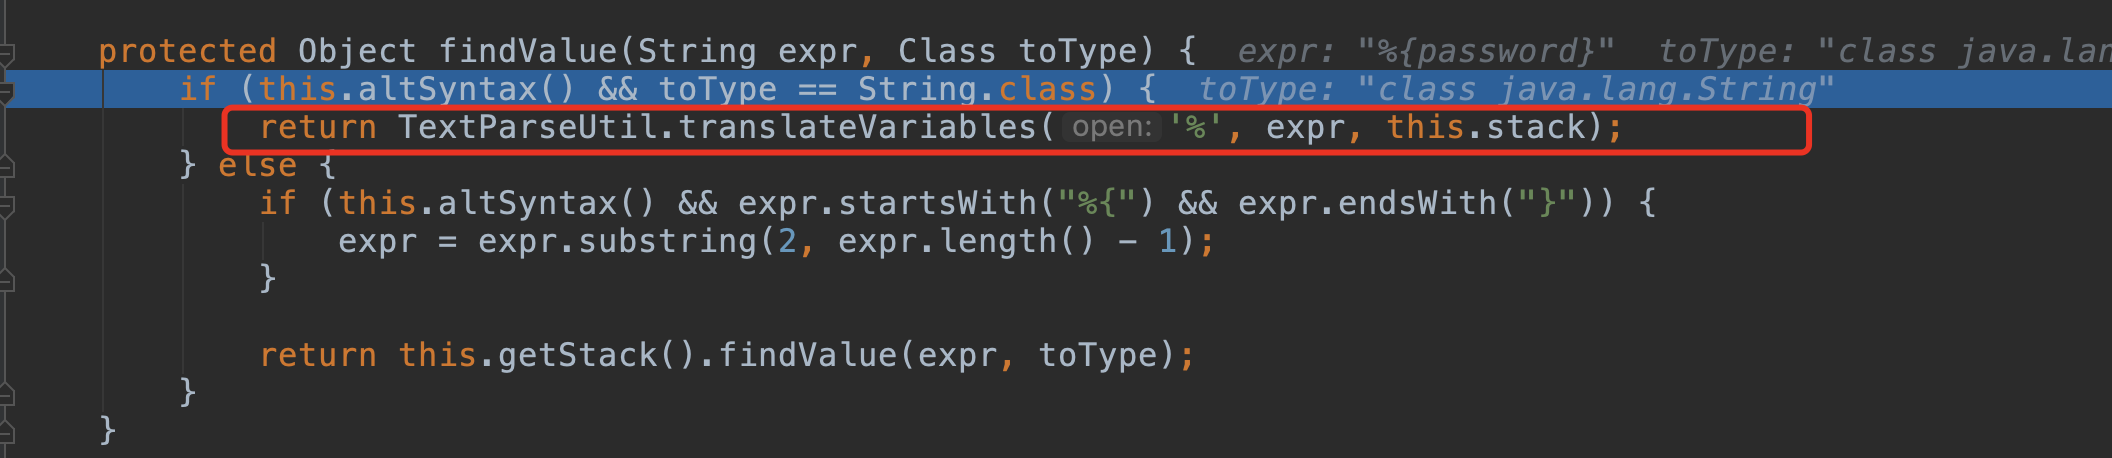 protected Object findValue(String expr, Class toType) {  expr: "%{password}"  toType: "class java.lan
if (this.altSyntax() && toType == String.class) {  toType: "class java.lang.String"
return TextParseUtil.translateVariables( open: '%', expr, this.stack);
} else {
if (this.altSyntax() && expr.startsWith("%{") && expr.endsWith("}")) {
expr = expr.substring(2, expr.length() - 1);
}
return this.getStack().findValue(expr, toType);
}
}